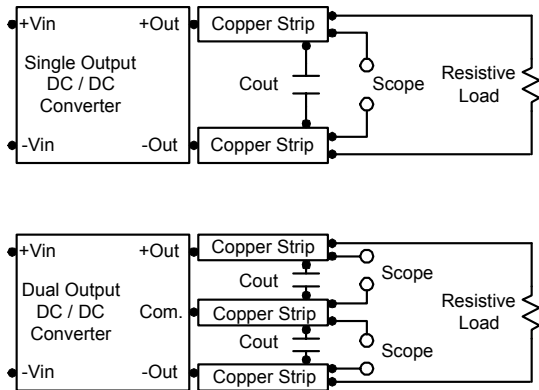 +Vin
+Out
Copper Strip
Single Output
DC / DC
Converter
Cout
Scope
Resistive
Load
-Vin
-Out
Copper Strip
+Vin
+Out
Copper Strip
Cout
Scope
Dual Output
DC / DC
Converter
Com.
Copper Strip
Resistive
Load
Cout
Scope
-Vin
-Out
Copper Strip